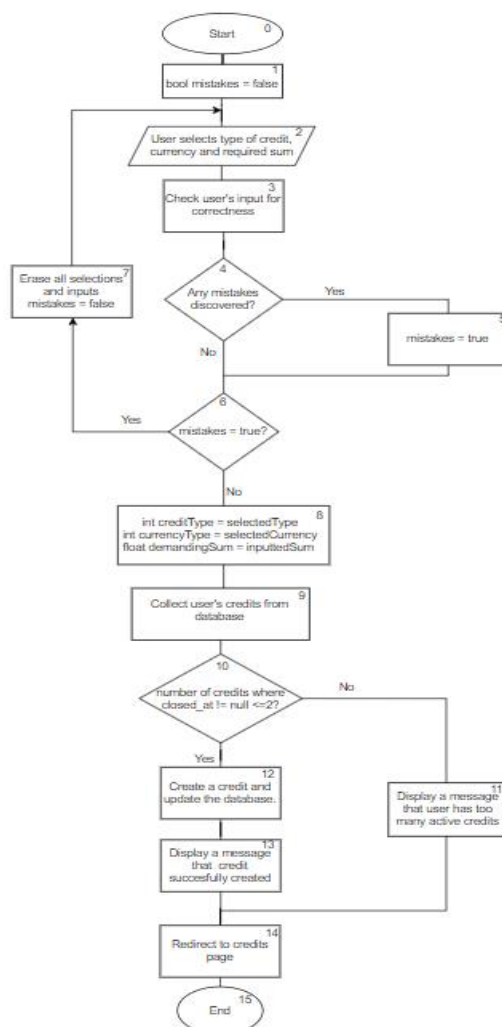 0
Start
1
bool mistakes = false
2
User selects type of credit,
currency and required sum
3
Check user's input for
correctness
4
Any mistakes
discovered?
Yes
No
5
mistakes = true
6
mistakes = true?
Yes
No
7
Erase all selections
and inputs
mistakes = false
8
int creditType = selectedType
int currencyType = selectedCurrency
float demandingSum = inputtedSum
9
Collect user's credits from
database
10
number of credits where
closed_at != null <=2?
No
Yes
11
Display a message
that user has too
many active credits
12
Create a credit and
update the database.
13
Display a message
that credit
succesfully created
14
Redirect to credits
page
15
End